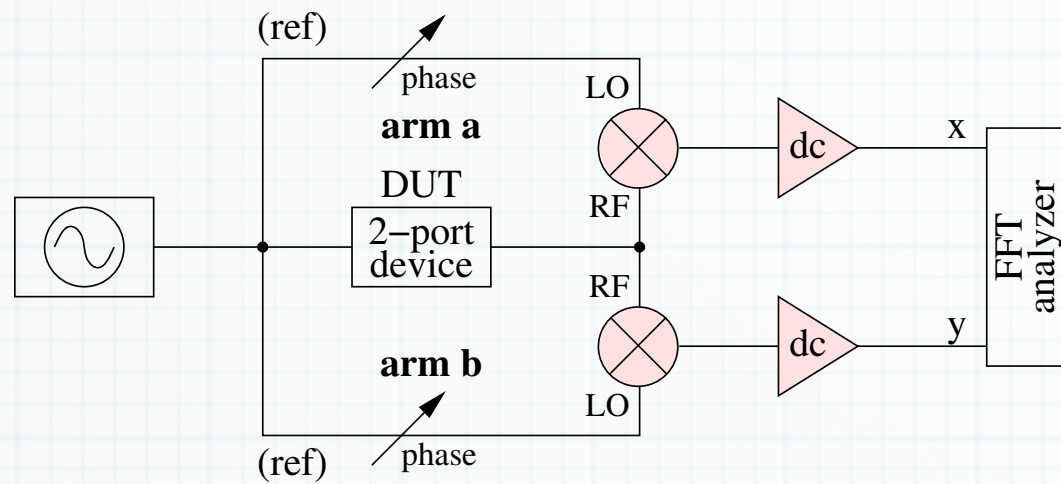 (ref)
phase
LO
arm a
dc
x
DUT
RF
2−port
device
FFT
analyzer
RF
arm b
dc
y
LO
phase
(ref)